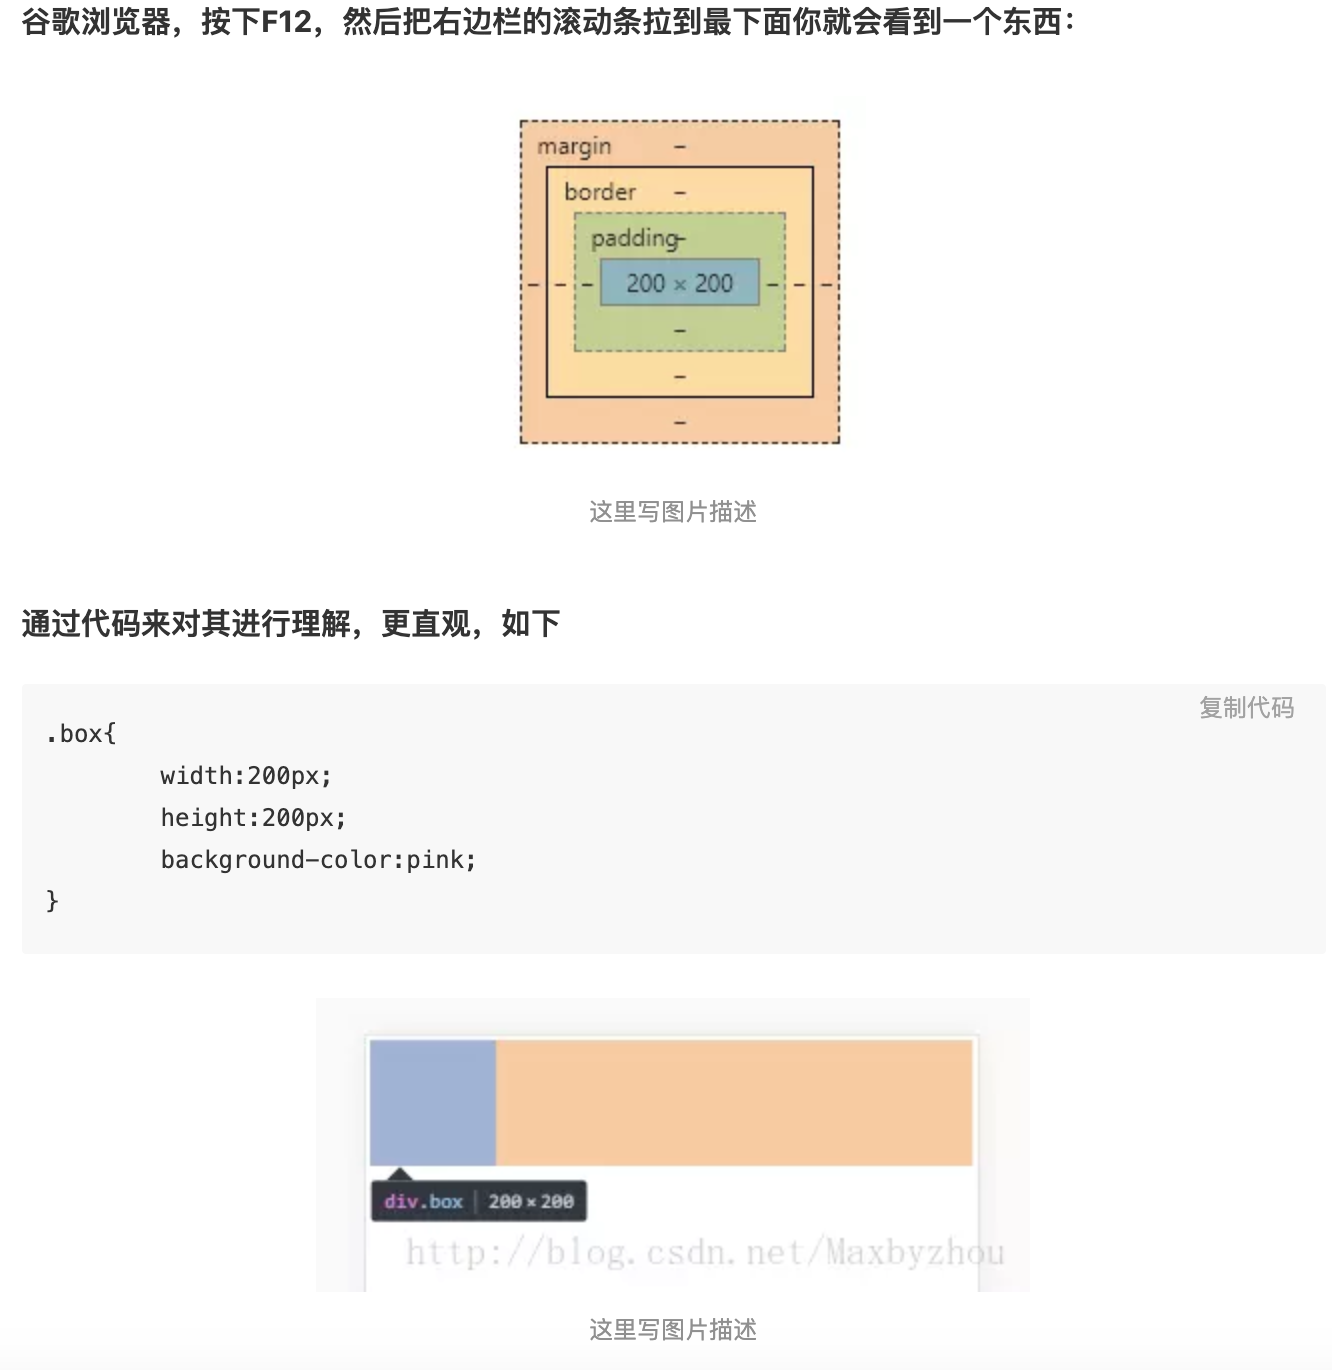 谷歌浏览器，按下F12，然后把右边栏的滚动条拉到最下面你就会看到一个东西：
margin –
border –
padding–
– – – 200 × 200 – – –
–
–
–
这里写图片描述
通过代码来对其进行理解，更直观，如下
复制代码
.box{
width:200px;
height:200px;
background-color:pink;
}
div.box | 200 × 200
http://blog.csdn.net/Maxbyzhou
这里写图片描述